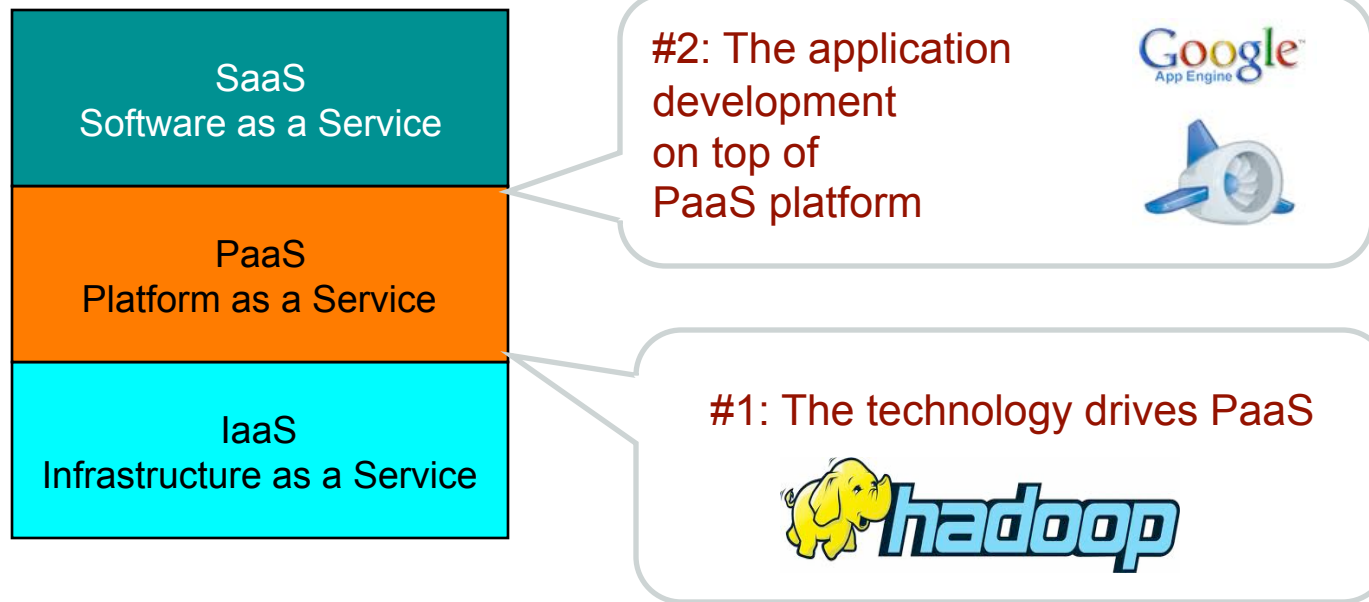 SaaS
Software as a Service
PaaS
Platform as a Service
IaaS
Infrastructure as a Service
#2: The application
development
on top of
PaaS platform
Google™
App Engine
#1: The technology drives PaaS
hadoop